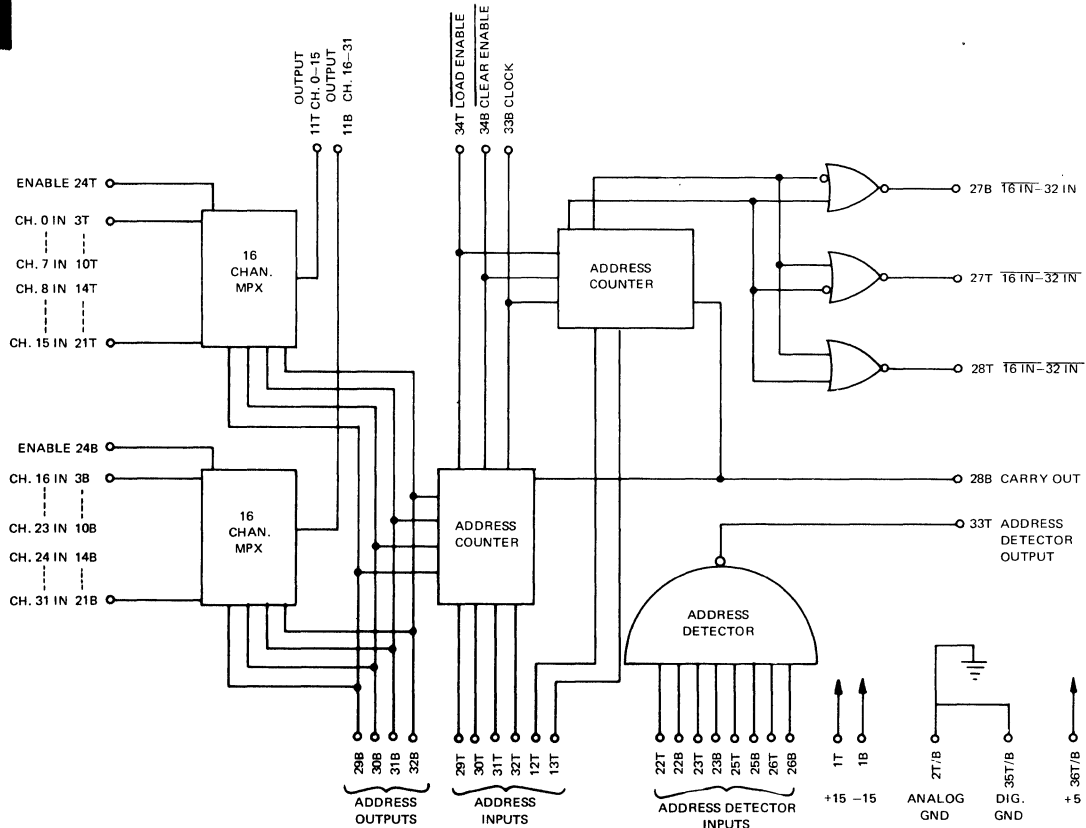 OUTPUT
11T CH. 0–15
OUTPUT
11B CH. 16–31
34T LOAD ENABLE
34B CLEAR ENABLE
33B CLOCK
ENABLE 24T
CH. 0 IN 3T
CH. 7 IN 10T
CH. 8 IN 14T
CH. 15 IN 21T
16
CHAN.
MPX
ENABLE 24B
CH. 16 IN 3B
CH. 23 IN 10B
CH. 24 IN 14B
CH. 31 IN 21B
16
CHAN.
MPX
ADDRESS
COUNTER
ADDRESS
COUNTER
27B 16 IN–32 IN
27T 16 IN–32 IN
28T 16 IN–32 IN
28B CARRY OUT
33T ADDRESS
DETECTOR
OUTPUT
ADDRESS
DETECTOR
29B
30B
31B
32B
ADDRESS
OUTPUTS
29T
30T
31T
32T
12T
13T
ADDRESS
INPUTS
22T
22B
23T
23B
25T
25B
26T
26B
ADDRESS DETECTOR
INPUTS
1T
1B
+15 –15
2T/B
ANALOG
GND
35T/B
DIG.
GND
36T/B
+5